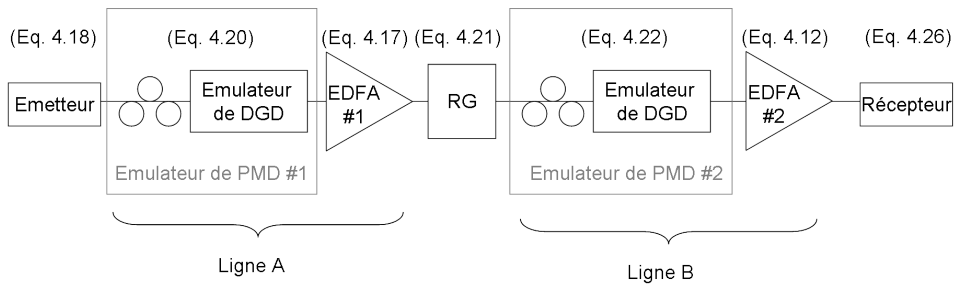 (Eq. 4.18) (Eq. 4.20) (Eq. 4.17) (Eq. 4.21) (Eq. 4.22) (Eq. 4.12) (Eq. 4.26)
Emetteur
Emulateur
de DGD
EDFA
#1
RG
Emulateur
de DGD
EDFA
#2
Récepteur
Emulateur de PMD #1
Emulateur de PMD #2
Ligne A
Ligne B